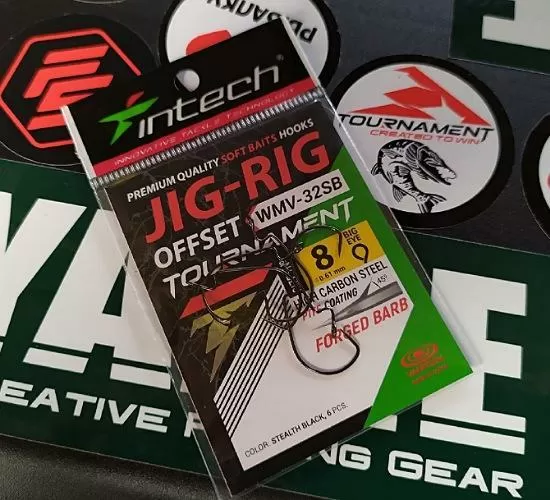 intech
INNOVATIVE TACKLE TECHNOLOGY
PREMIUM QUALITY SOFT BAITS HOOKS
JIG-RIG
OFFSET WMV-32SB
TOURNAMENT
8
BIG EYE
0.61 mm
HIGH CARBON STEEL
COATING
45°
FORGED BARB
COLOR: STEALTH BLACK, 6 PCS.
TOURNAMENT
CREATED TO WIN
EATIVE
NG GEAR